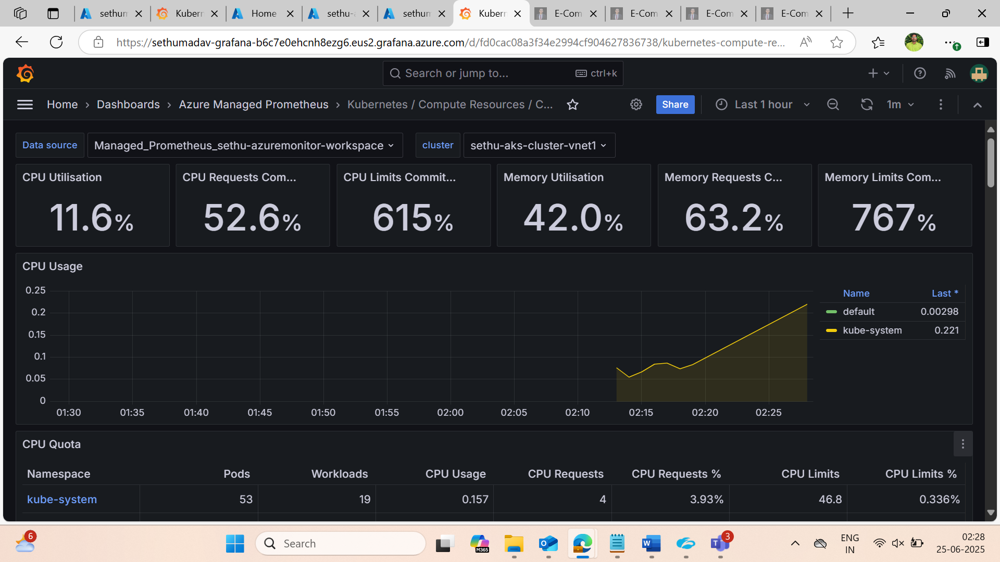 sethum
Kubern
Home
sethu-a
sethum
Kubern
E-Com
E-Com
E-Com
E-Com
https://sethumadav-grafana-b6c7e0ehcnh8ezg6.eus2.grafana.azure.com/d/fd0cac08a3f34e2994cf904627836738/kubernetes-compute-re...
Search or jump to... ctrl+k
Home › Dashboards › Azure Managed Prometheus › Kubernetes / Compute Resources / C... Share Last 1 hour 1m
Data source Managed_Prometheus_sethu-azuremonitor-workspace cluster sethu-aks-cluster-vnet1
CPU Utilisation CPU Requests Com... CPU Limits Commit... Memory Utilisation Memory Requests C... Memory Limits Com...
11.6% 52.6% 615% 42.0% 63.2% 767%
CPU Usage
0.25
0.2
0.15
0.1
0.05
0
01:30 01:35 01:40 01:45 01:50 01:55 02:00 02:05 02:10 02:15 02:20 02:25
Name Last *
default 0.00298
kube-system 0.221
CPU Quota
Namespace Pods Workloads CPU Usage CPU Requests CPU Requests % CPU Limits CPU Limits %
kube-system 53 19 0.157 4 3.93% 46.8 0.336%
6
Search
M365
3
ENG
IN
02:28
25-06-2025